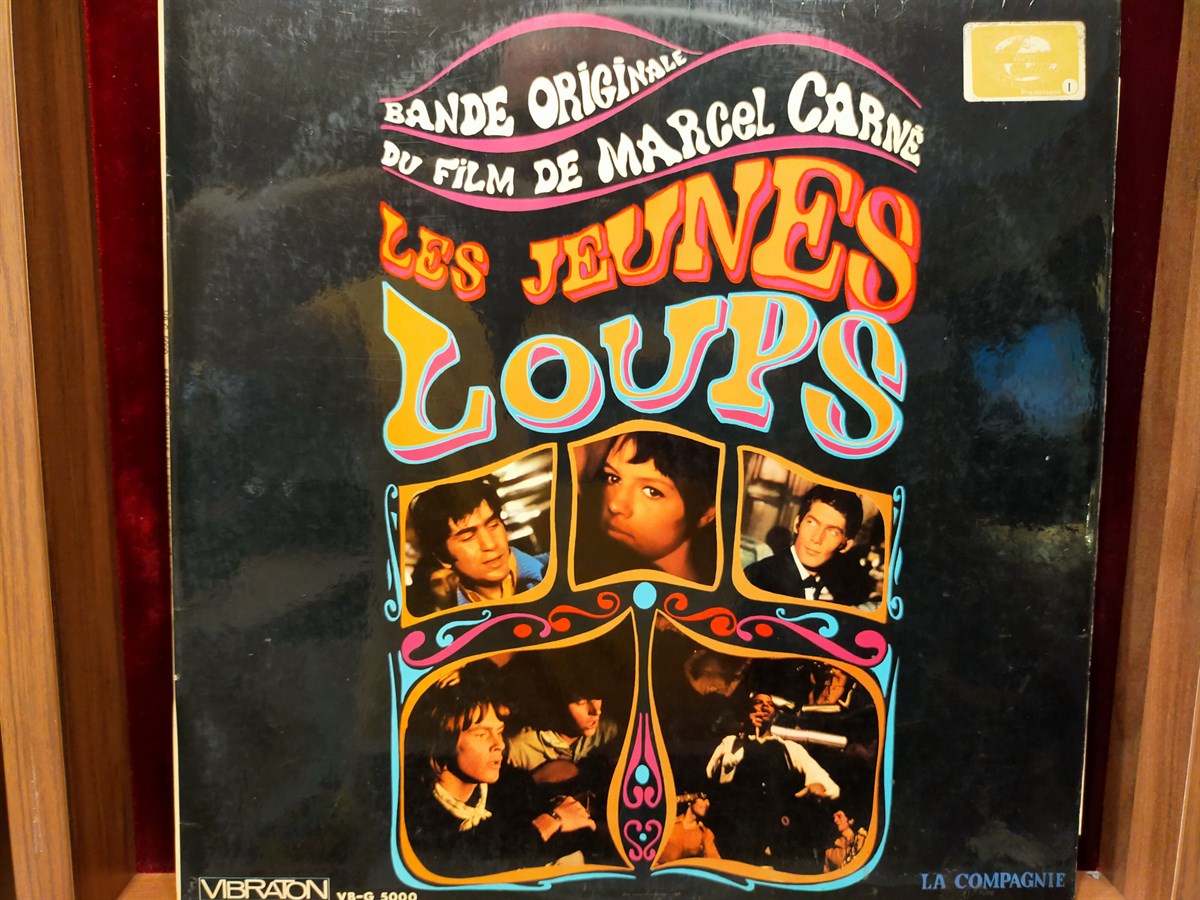 BANDE ORIGINALE
DU FILM DE MARCEL CARNÉ
LES JEUNES
LOUPS
VIBRATON VB-G 5000
LA COMPAGNIE